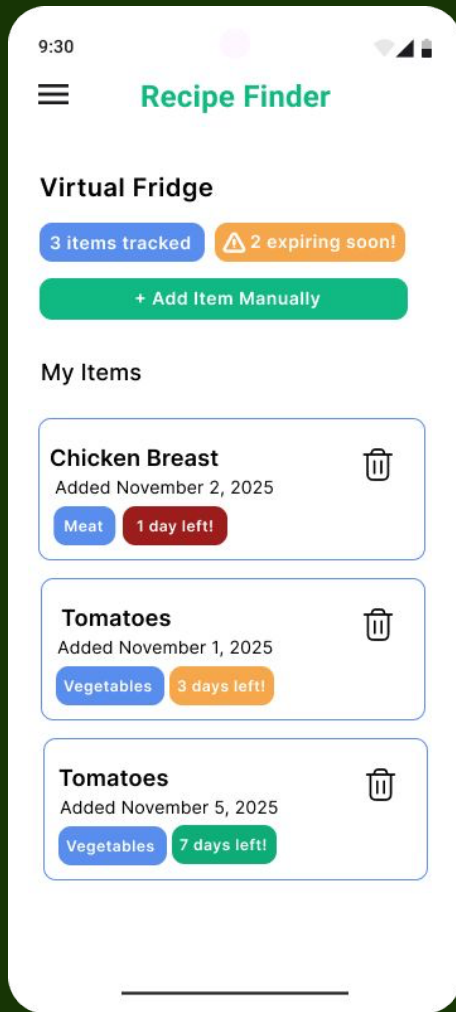 9:30
Recipe Finder
Virtual Fridge
3 items tracked
2 expiring soon!
+ Add Item Manually
My Items
Chicken Breast
Added November 2, 2025
Meat
1 day left!
Tomatoes
Added November 1, 2025
Vegetables
3 days left!
Tomatoes
Added November 5, 2025
Vegetables
7 days left!